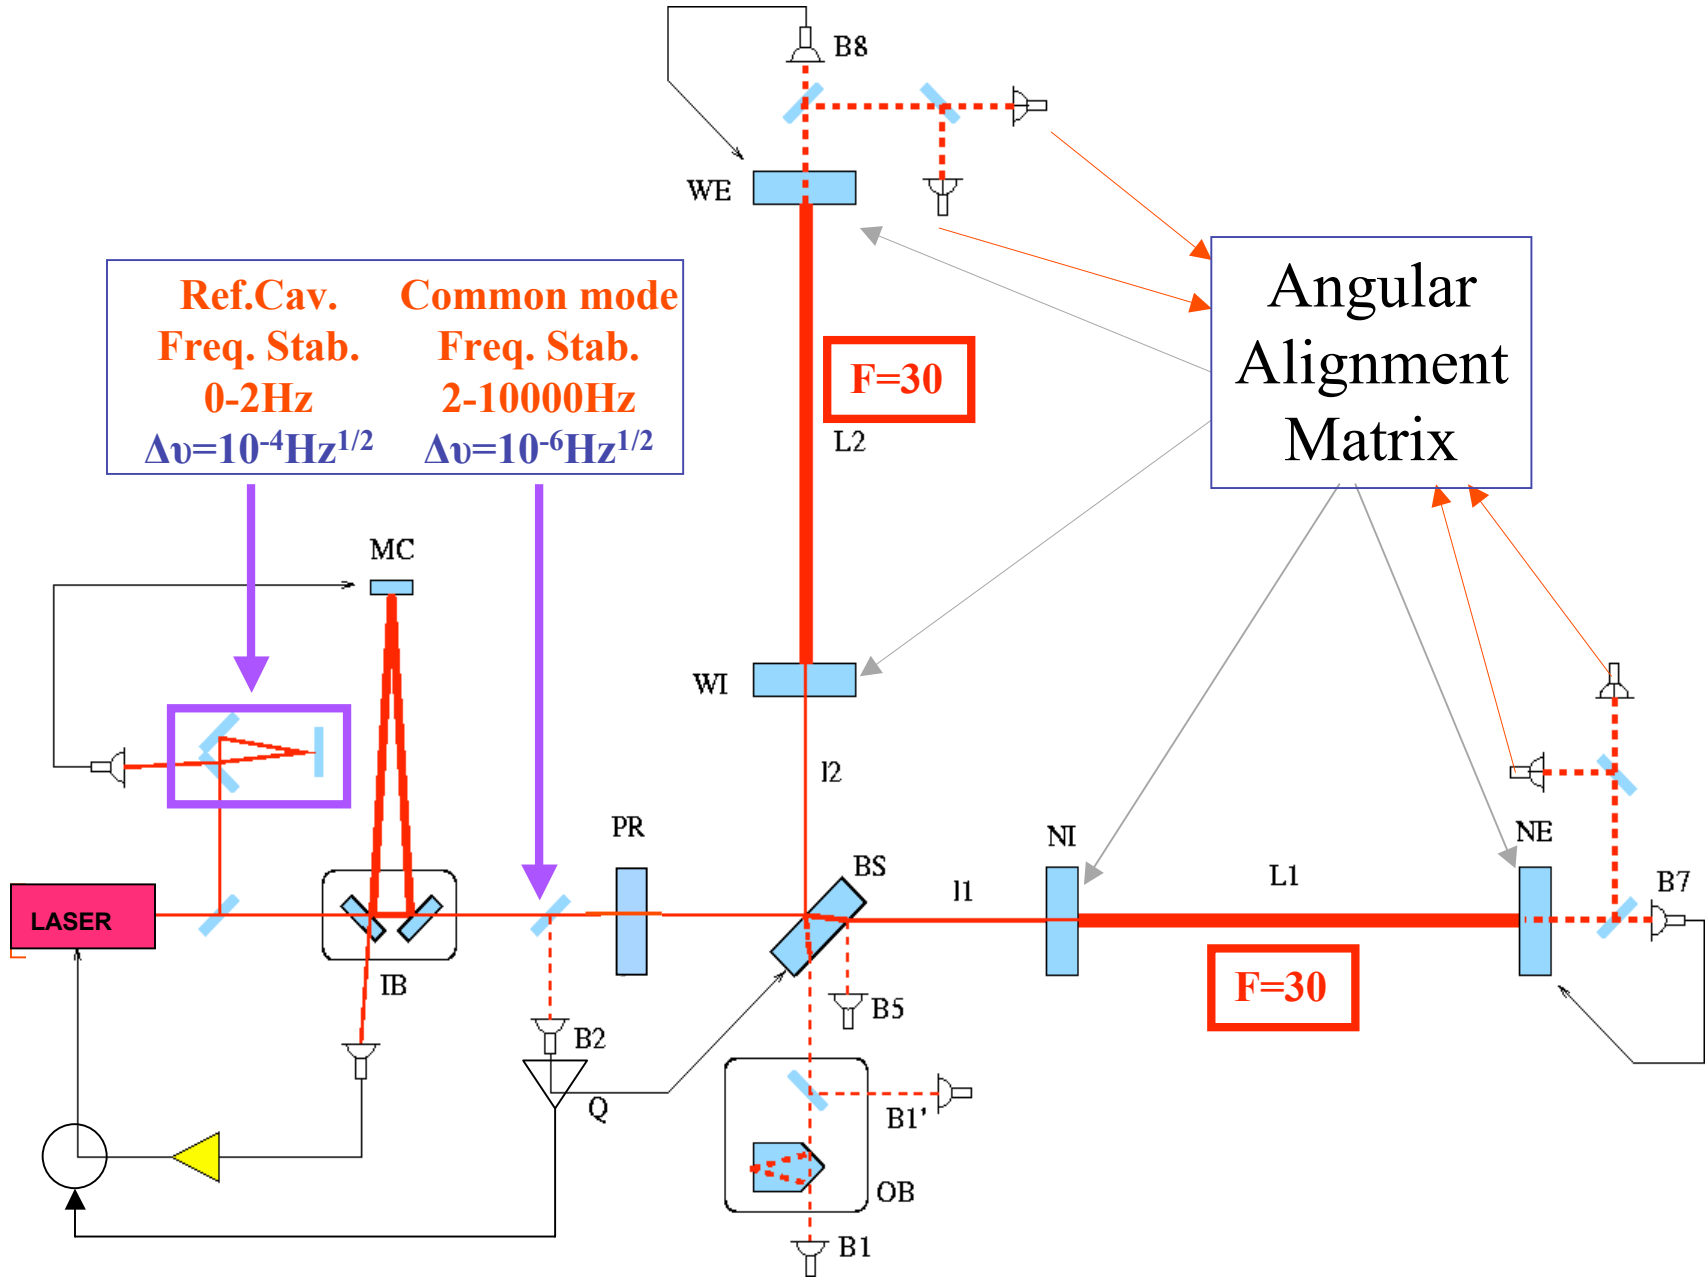 B8
WE
Angular
Alignment
Matrix
Ref.Cav.
Freq. Stab.
0-2Hz
Δυ=10-4Hz1/2
Common mode
Freq. Stab.
2-10000Hz
Δυ=10-6Hz1/2
F=30
L2
MC
WI
l2
PR
BS
l1
NI
L1
NE
B7
LASER
IB
B2
Q
B5
F=30
B1'
OB
B1